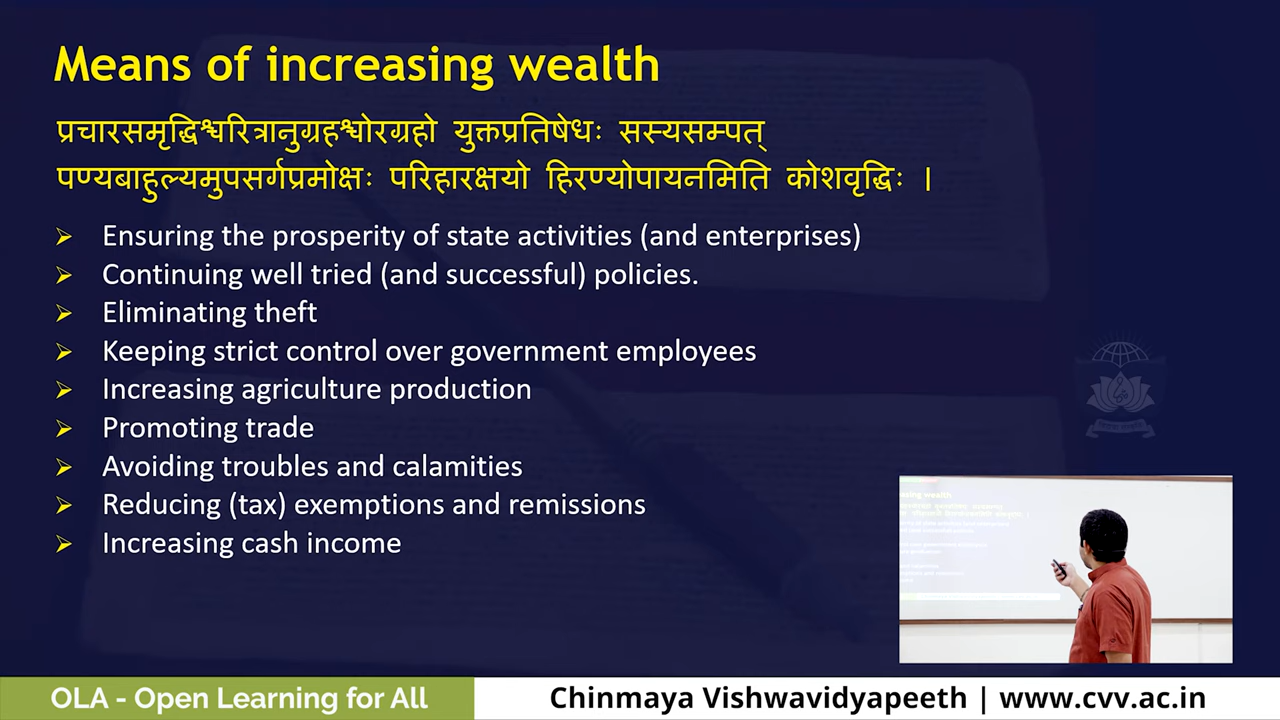 Means of increasing wealth
प्रचारसमृद्धिश्चरित्रानुग्रहश्चोरग्रहो युक्तप्रतिषेधः सस्यसम्पत्
पण्यबाहुल्यमुपसर्गप्रमोक्षः परिहारक्षयो हिरण्योपायनमिति कोशवृद्धिः ।
Ensuring the prosperity of state activities (and enterprises)
Continuing well tried (and successful) policies.
Eliminating theft
Keeping strict control over government employees
Increasing agriculture production
Promoting trade
Avoiding troubles and calamities
Reducing (tax) exemptions and remissions
Increasing cash income
OLA - Open Learning for All
Chinmaya Vishwavidyapeeth | www.cvv.ac.in